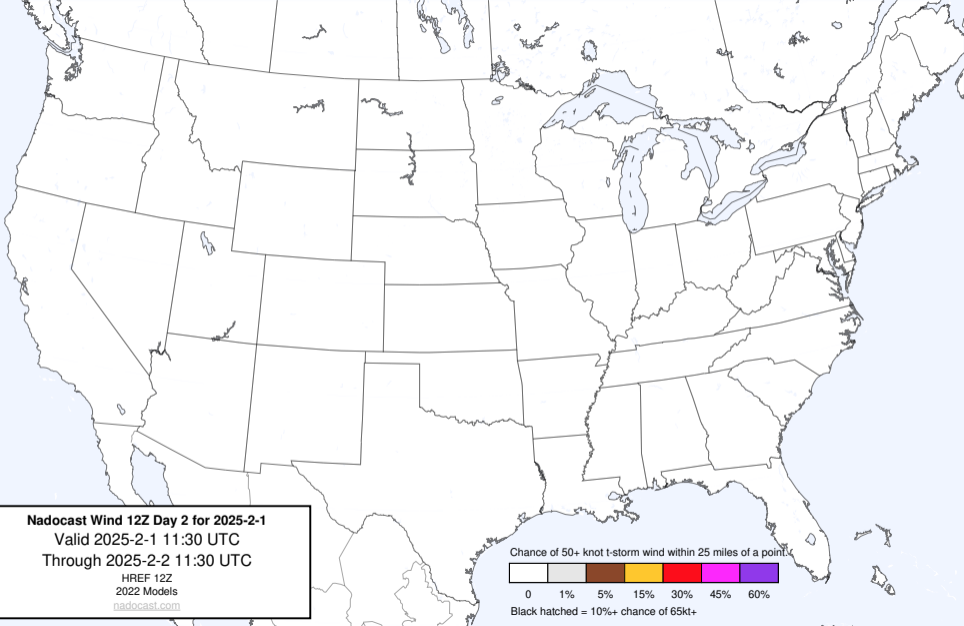 Nadocast Wind 12Z Day 2 for 2025-2-1
Valid 2025-2-1 11:30 UTC
Through 2025-2-2 11:30 UTC
HREF 12Z
2022 Models
nadocast.com
Chance of 50+ knot t-storm wind within 25 miles of a point.
0 1% 5% 15% 30% 45% 60%
Black hatched = 10%+ chance of 65kt+